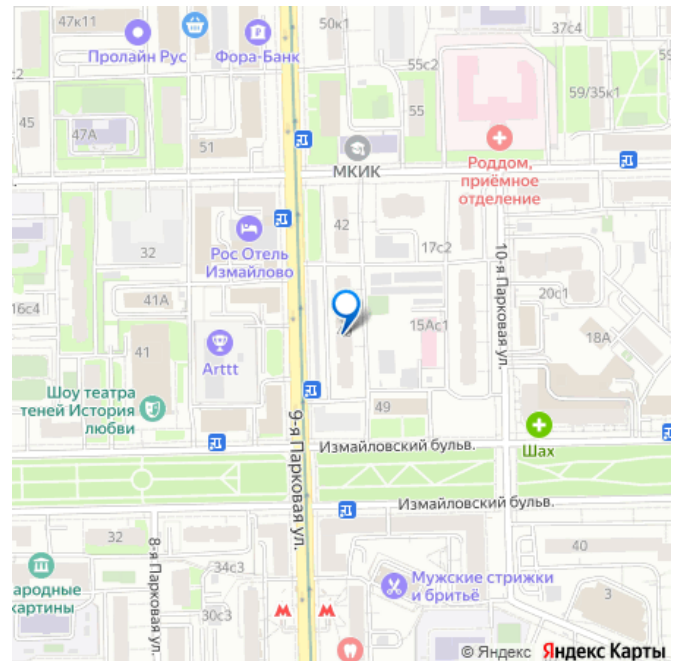 47к11
50к1
37с4
Пролайн Рус
Фора-Банк
55с2
55
59/35к1
45
47А
51
МКИК
Роддом,
приёмное
отделение
42
32
Рос Отель
Измайлово
17с2
10-я Парковая ул.
20с1
16с4
41А
15Ас1
18А
41
Arttt
Шоу театра
теней История
любви
49
9-я Парковая ул.
Измайловский бульв.
Шах
Измайловский бульв.
32
8-я Парковая ул.
34с3
40
ародные
картины
30с3
Мужские стрижки
и бритьё
3
© Яндекс Яндекс Карты